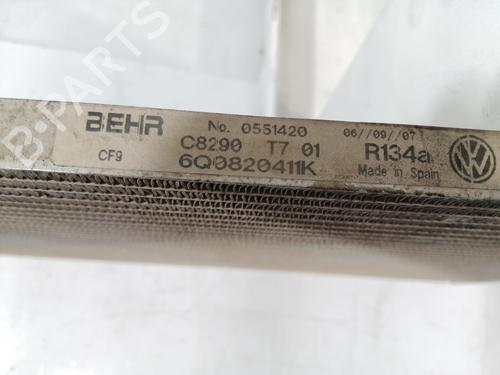 B-PARTS
BEHR
No. 0551420
06//09//07
C8290 T7 01
R134a
CF9
6Q0820411K
Made in Spain